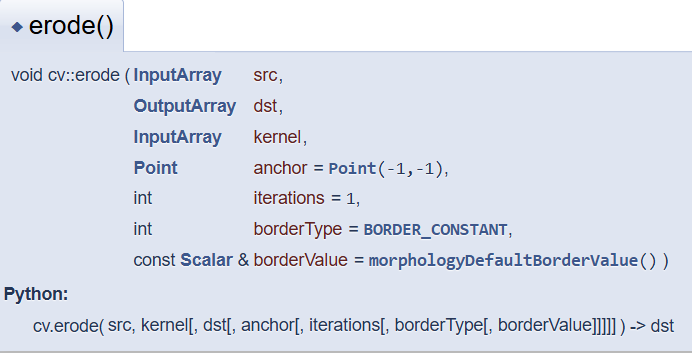 ◆ erode()
void cv::erode ( InputArray src,
OutputArray dst,
InputArray kernel,
Point anchor = Point(-1,-1),
int iterations = 1,
int borderType = BORDER_CONSTANT,
const Scalar & borderValue = morphologyDefaultBorderValue() )
Python:
cv.erode( src, kernel[, dst[, anchor[, iterations[, borderType[, borderValue]]]]] ) -> dst